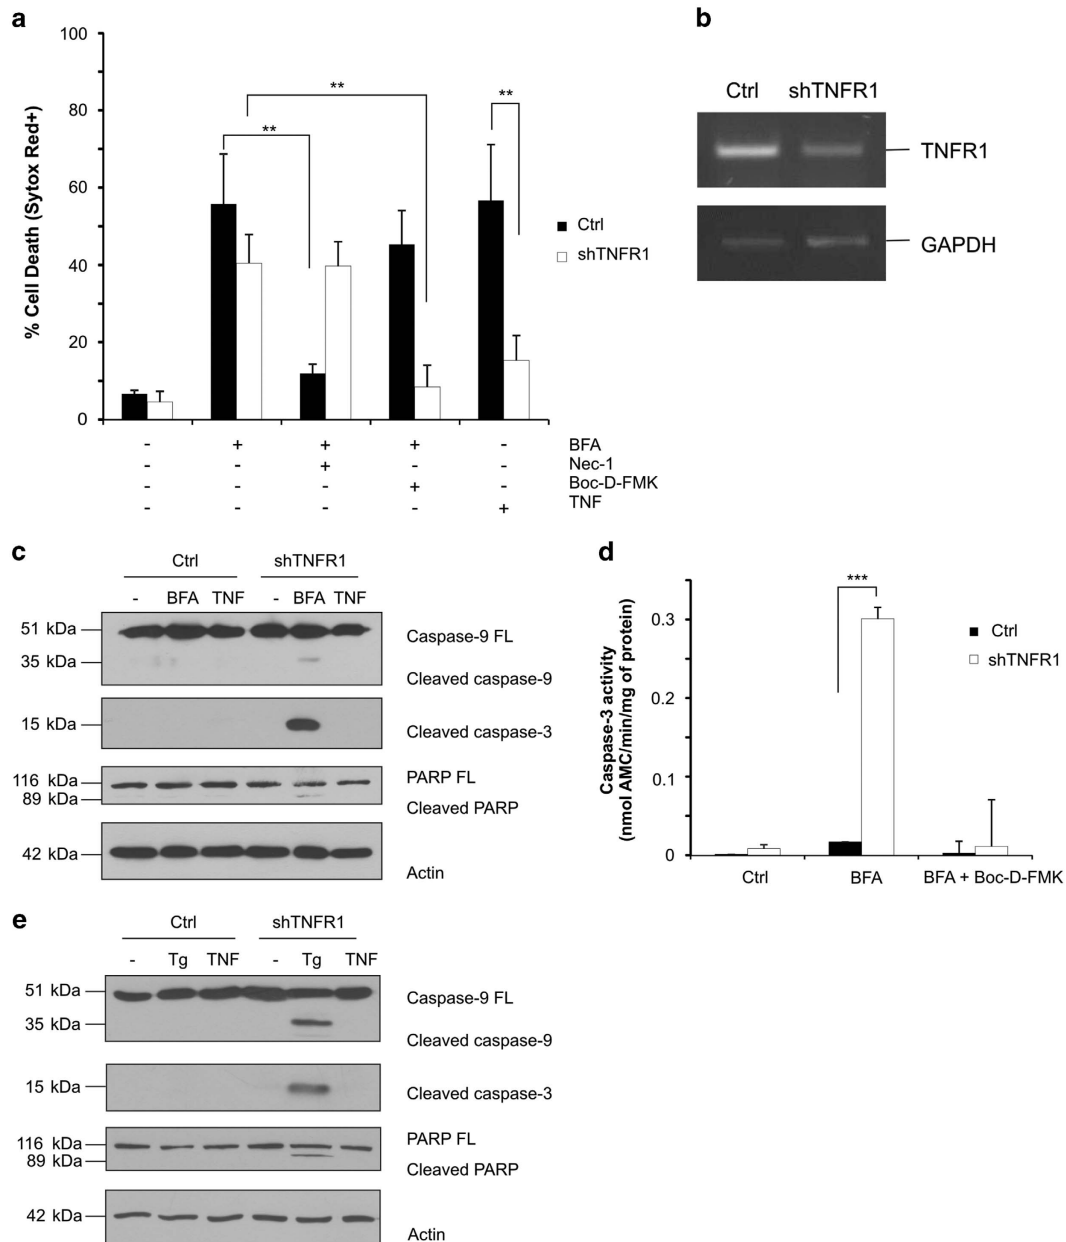 a
100
80
60
40
20
0
% Cell Death (Sytox Red+)
**
**
**
Ctrl
shTNFR1
- + + + - BFA
- - + - - Nec-1
- - - + - Boc-D-FMK
- - - - + TNF
b
Ctrl shTNFR1
TNFR1
GAPDH
c
Ctrl shTNFR1
- BFA TNF - BFA TNF
51 kDa Caspase-9 FL
35 kDa Cleaved caspase-9
15 kDa Cleaved caspase-3
116 kDa PARP FL
89 kDa Cleaved PARP
42 kDa Actin
d
***
0.3
0.2
0.1
0
Caspase-3 activity
(nmol AMC/min/mg of protein)
Ctrl
shTNFR1
Ctrl BFA BFA + Boc-D-FMK
e
Ctrl shTNFR1
- Tg TNF - Tg TNF
51 kDa Caspase-9 FL
35 kDa Cleaved caspase-9
15 kDa Cleaved caspase-3
116 kDa PARP FL
89 kDa Cleaved PARP
42 kDa Actin